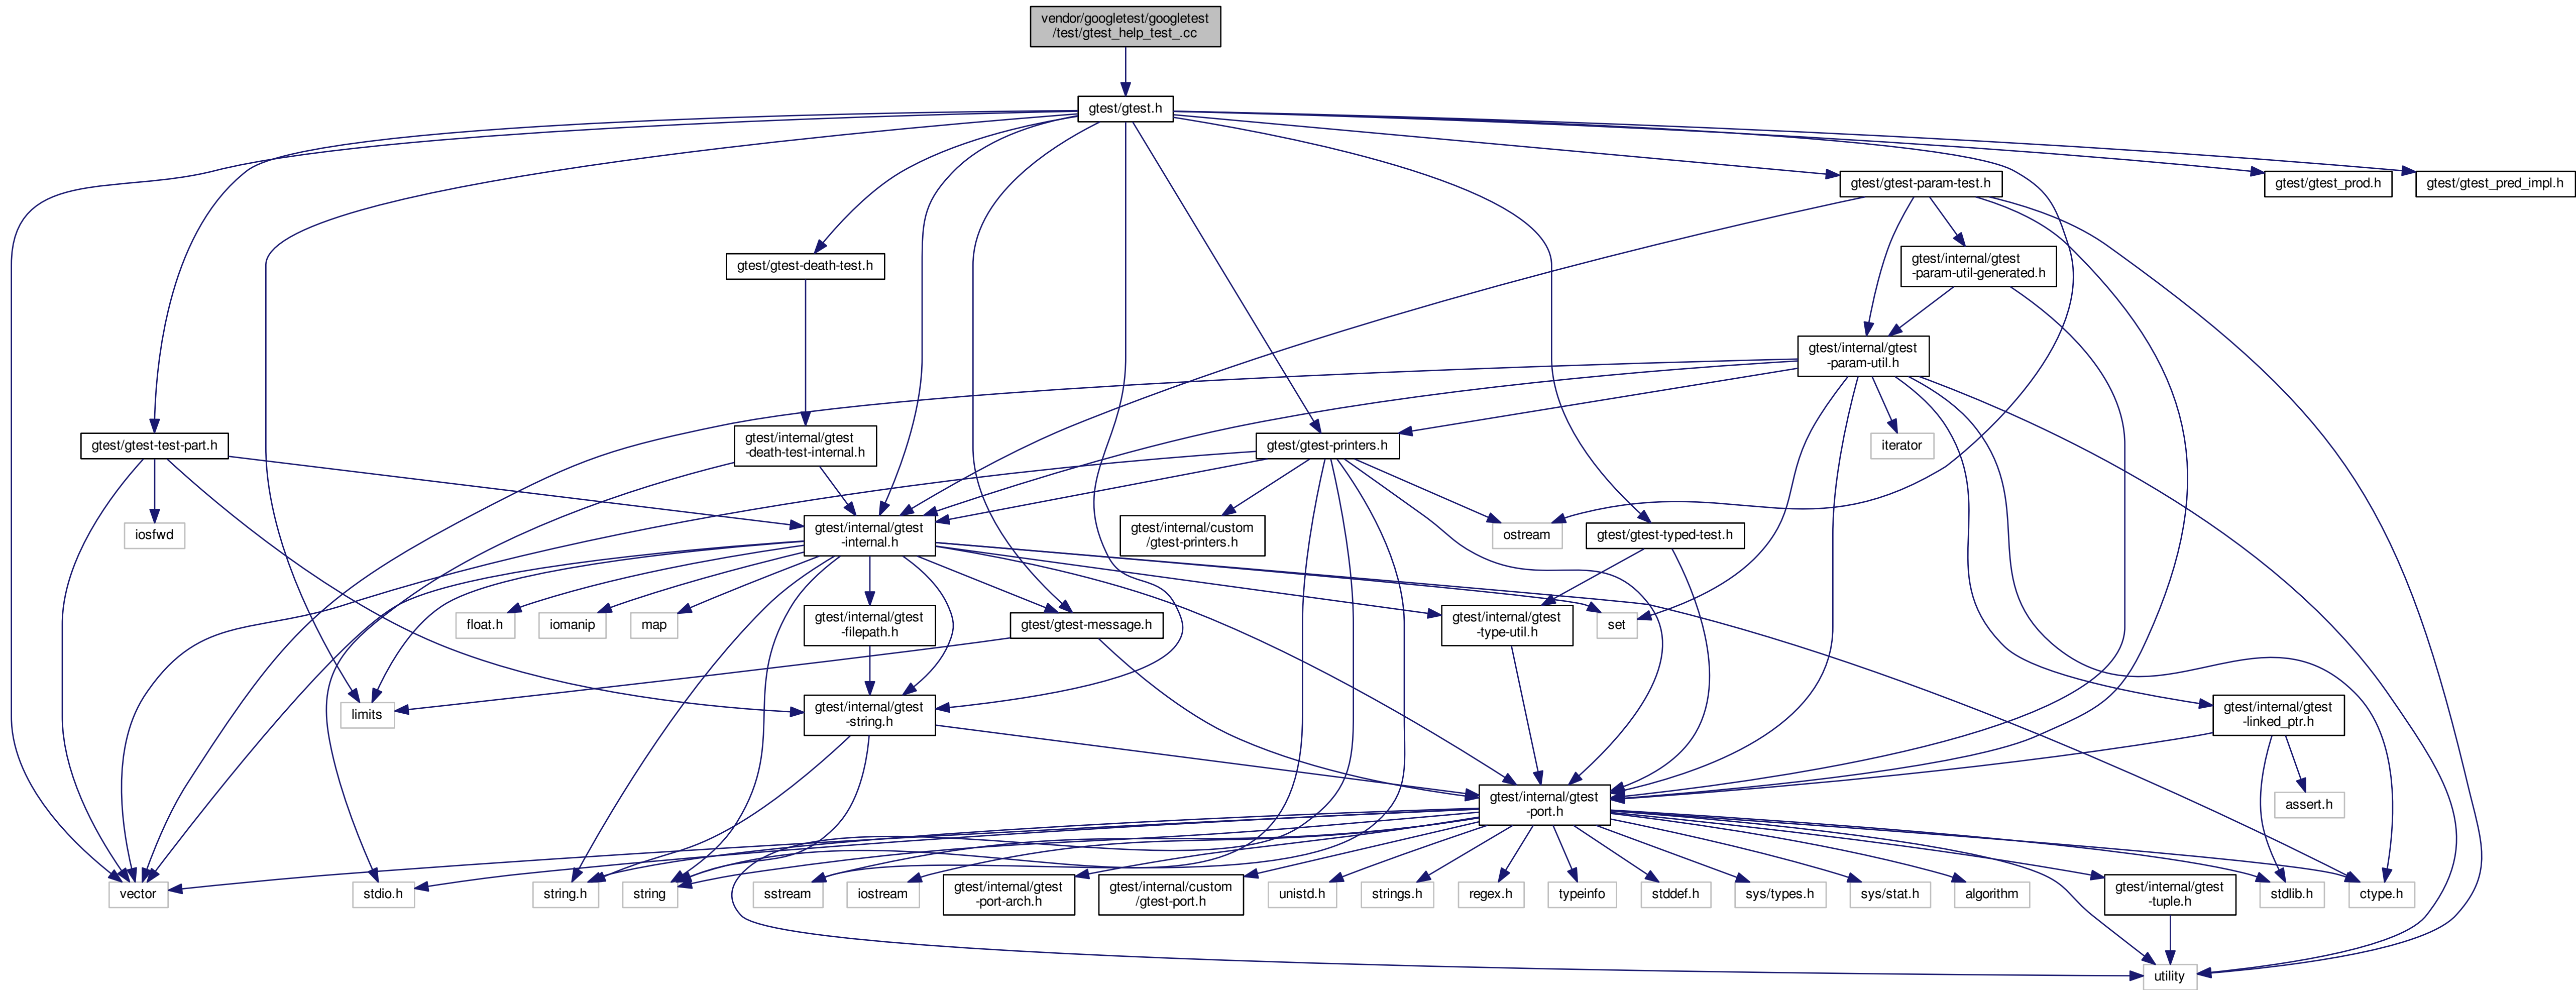 vendor/googletest/googletest
/test/gtest_help_test_.cc
gtest/gtest.h
gtest/gtest-param-test.h
gtest/gtest_prod.h
gtest/gtest_pred_impl.h
gtest/gtest-death-test.h
gtest/internal/gtest
-param-util-generated.h
gtest/internal/gtest
-param-util.h
gtest/gtest-test-part.h
gtest/internal/gtest
-death-test-internal.h
gtest/gtest-printers.h
iterator
iosfwd
gtest/internal/gtest
-internal.h
gtest/internal/custom
/gtest-printers.h
ostream
gtest/gtest-typed-test.h
float.h
iomanip
map
gtest/internal/gtest
-filepath.h
gtest/gtest-message.h
gtest/internal/gtest
-type-util.h
set
limits
gtest/internal/gtest
-string.h
gtest/internal/gtest
-linked_ptr.h
gtest/internal/gtest
-port.h
assert.h
vector
stdio.h
string.h
string
sstream
iostream
gtest/internal/gtest
-port-arch.h
gtest/internal/custom
/gtest-port.h
unistd.h
strings.h
regex.h
typeinfo
stddef.h
sys/types.h
sys/stat.h
algorithm
gtest/internal/gtest
-tuple.h
stdlib.h
ctype.h
utility